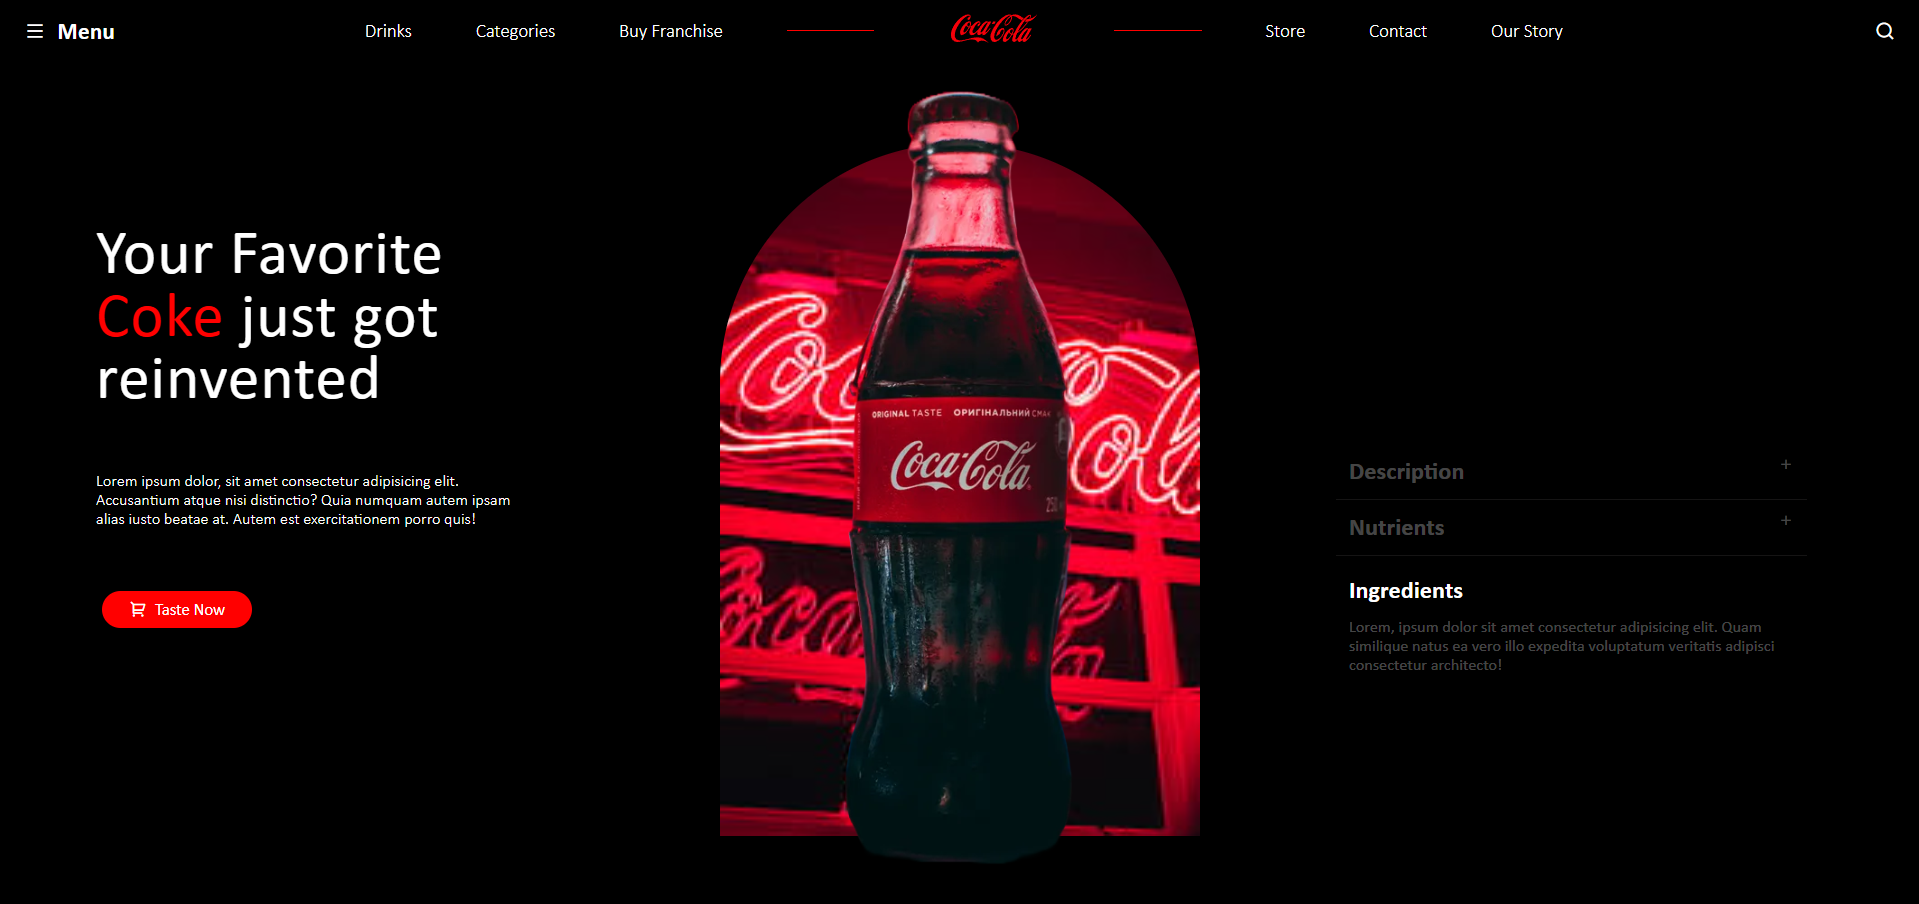 Menu
Drinks
Categories
Buy Franchise
Coca-Cola
Store
Contact
Our Story
Your Favorite
Coke just got
reinvented
Lorem ipsum dolor, sit amet consectetur adipisicing elit.
Accusantium atque nisi distinctio? Quia numquam autem ipsam
alias iusto beatae at. Autem est exercitationem porro quis!
Taste Now
ORIGINAL TASTE ОРИГІНАЛЬНИЙ СМАК
Coca-Cola
250
Description
+
Nutrients
+
Ingredients
Lorem, ipsum dolor sit amet consectetur adipisicing elit. Quam
similique natus ea vero illo expedita voluptatum veritatis adipisci
consectetur architecto!